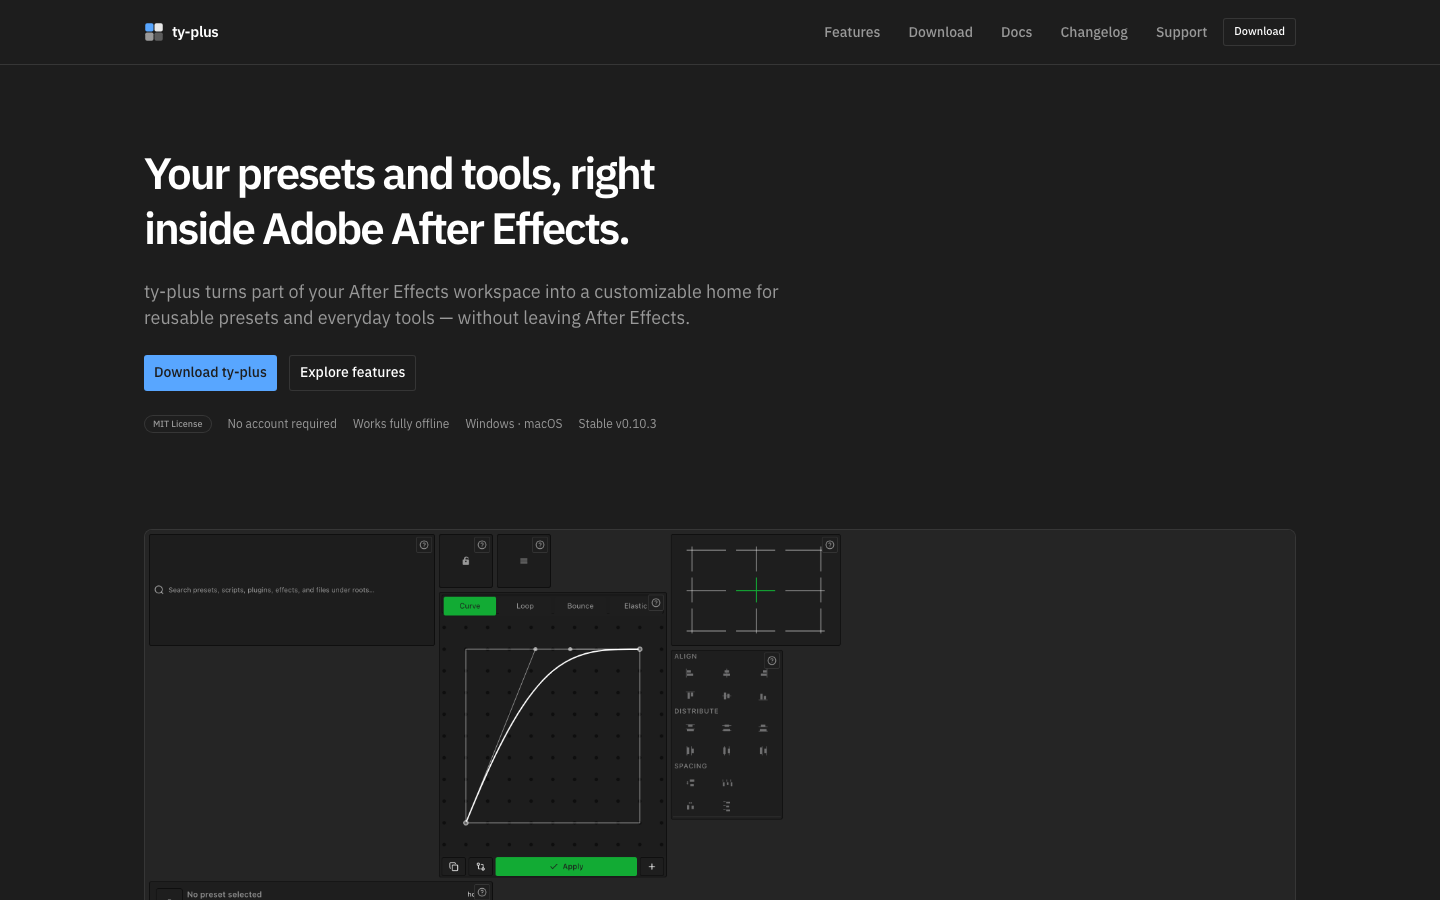 ty-plus
Features
Download
Docs
Changelog
Support
Download
Your presets and tools, right
inside Adobe After Effects.
ty-plus turns part of your After Effects workspace into a customizable home for
reusable presets and everyday tools — without leaving After Effects.
Download ty-plus
Explore features
MIT License
No account required
Works fully offline
Windows · macOS
Stable v0.10.3
Search presets, scripts, plugins, effects, and files under roots...
Curve
Loop
Bounce
Elastic
Apply
ALIGN
DISTRIBUTE
SPACING
No preset selected